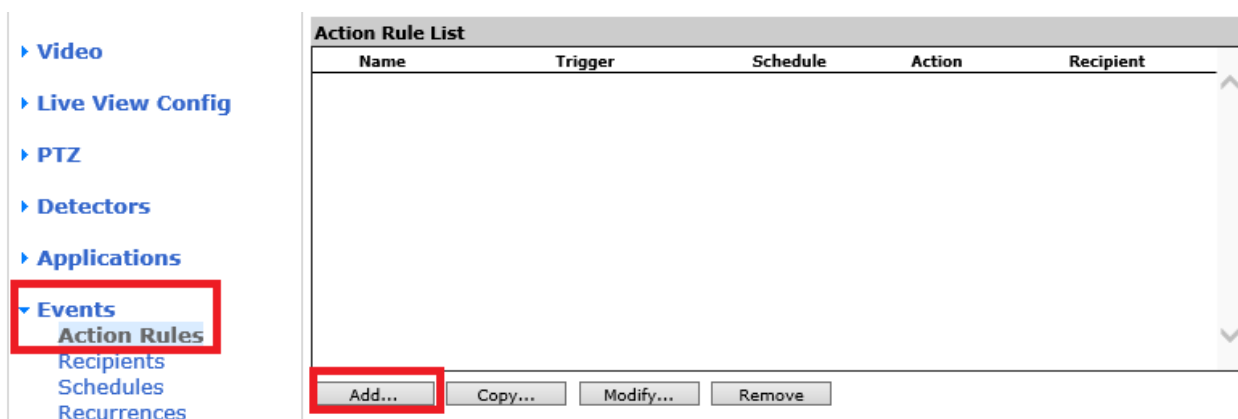 Video
Live View Config
PTZ
Detectors
Applications
Events
Action Rules
Recipients
Schedules
Recurrences
Action Rule List
Name Trigger Schedule Action Recipient
Add... Copy... Modify... Remove